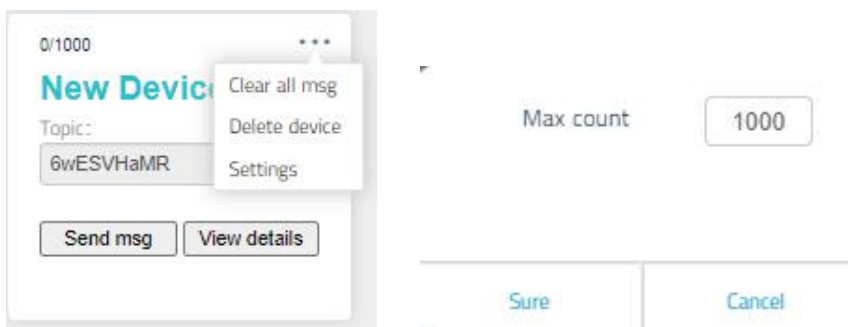 0/1000
New Devic
Clear all msg
Topic:
Delete device
6wESVHaMR
Settings
Send msg
View details
Max count
1000
Sure
Cancel